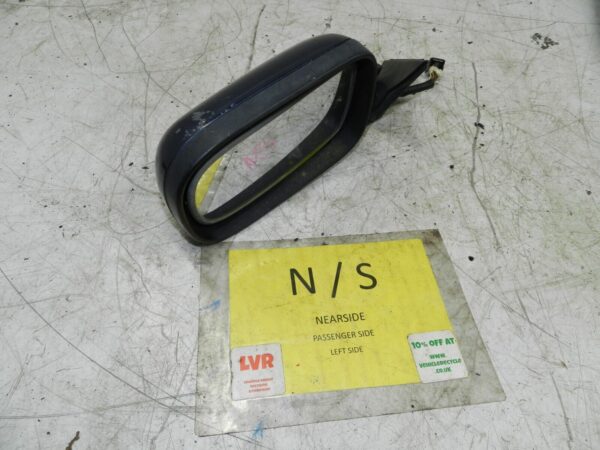 N / S
NEARSIDE
PASSENGER SIDE
LEFT SIDE
LVR
10% OFF AT
WWW.
VEHICLERECYCLE
.CO.UK